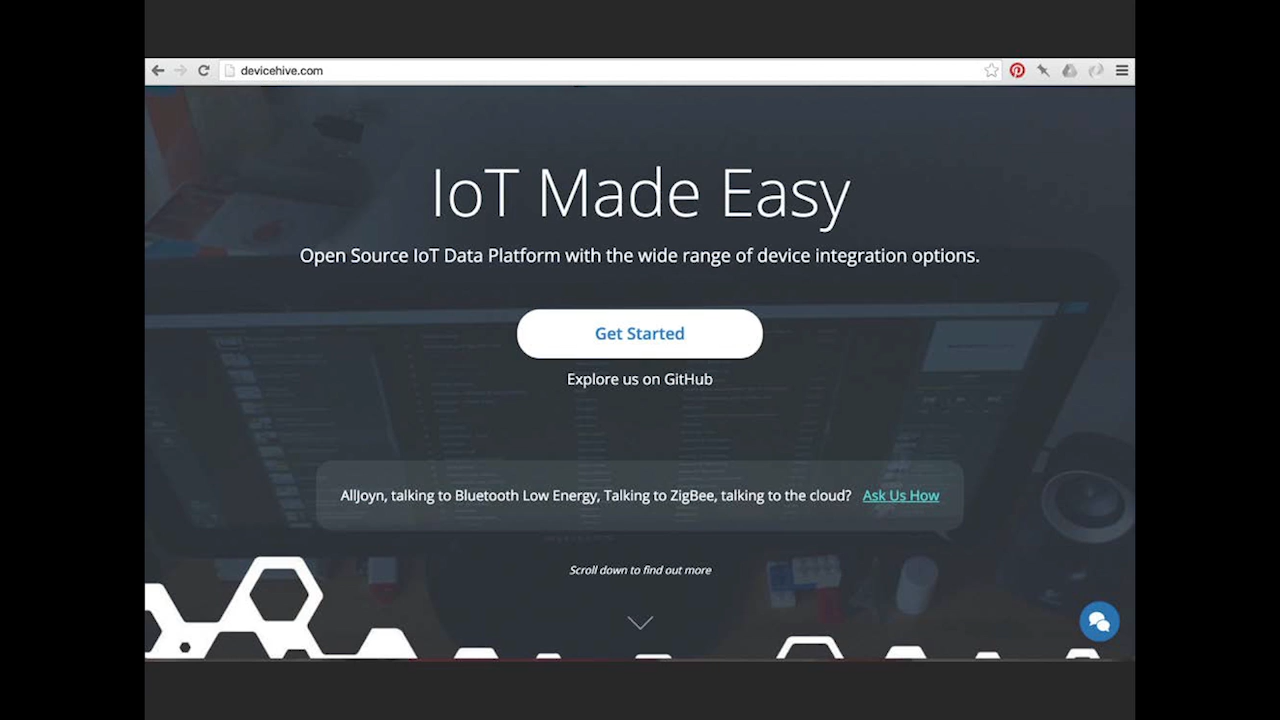 devicehive.com
IoT Made Easy
Open Source IoT Data Platform with the wide range of device integration options.
Get Started
Explore us on GitHub
AllJoyn, talking to Bluetooth Low Energy, Talking to ZigBee, talking to the cloud? Ask Us How
Scroll down to find out more